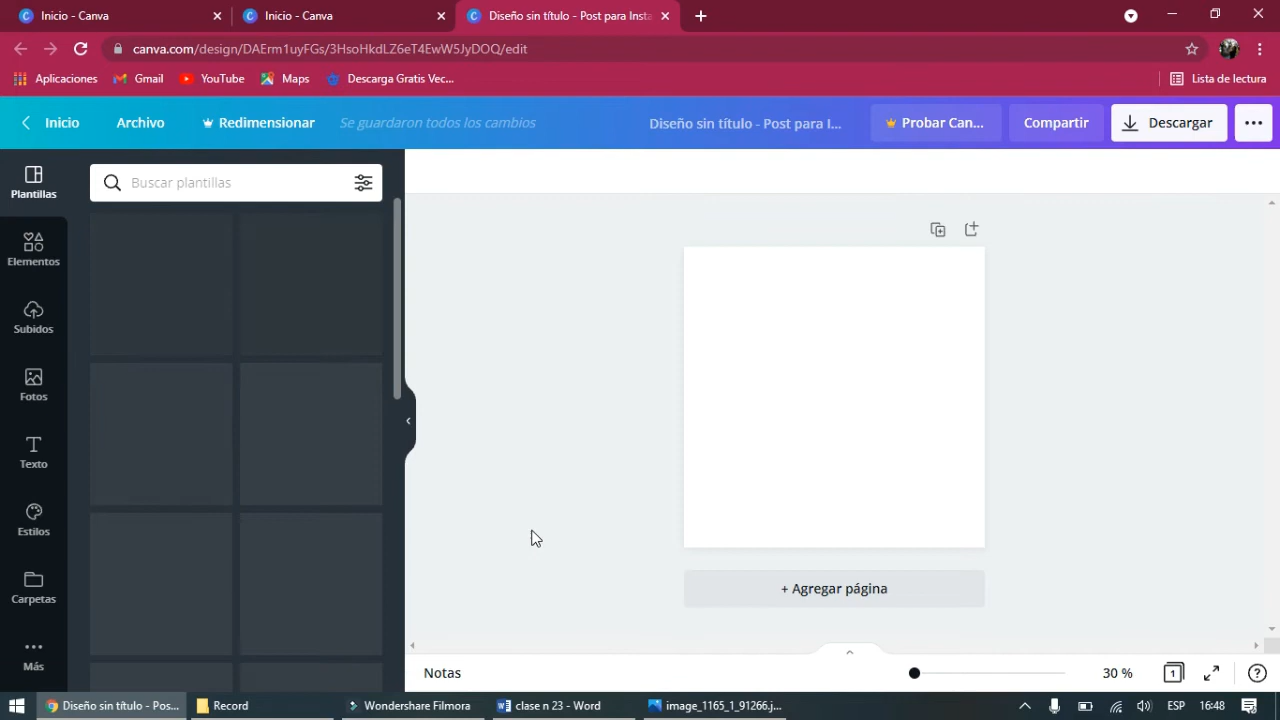 Inicio - Canva
Inicio - Canva
Diseño sin título - Post para Insta
canva.com/design/DAErm1uyFGs/3HsoHkdLZ6eT4EwW5JyDOQ/edit
Aplicaciones
Gmail
YouTube
Maps
Descarga Gratis Vec...
Lista de lectura
Inicio
Archivo
Redimensionar
Se guardaron todos los cambios
Diseño sin título - Post para I...
Probar Can...
Compartir
Descargar
Plantillas
Buscar plantillas
Elementos
Subidos
Fotos
Texto
Estilos
Carpetas
Más
+ Agregar página
Notas
30 %
1
Diseño sin título - Pos...
Record
Wondershare Filmora
clase n 23 - Word
image_1165_1_91266.j...
ESP
16:48